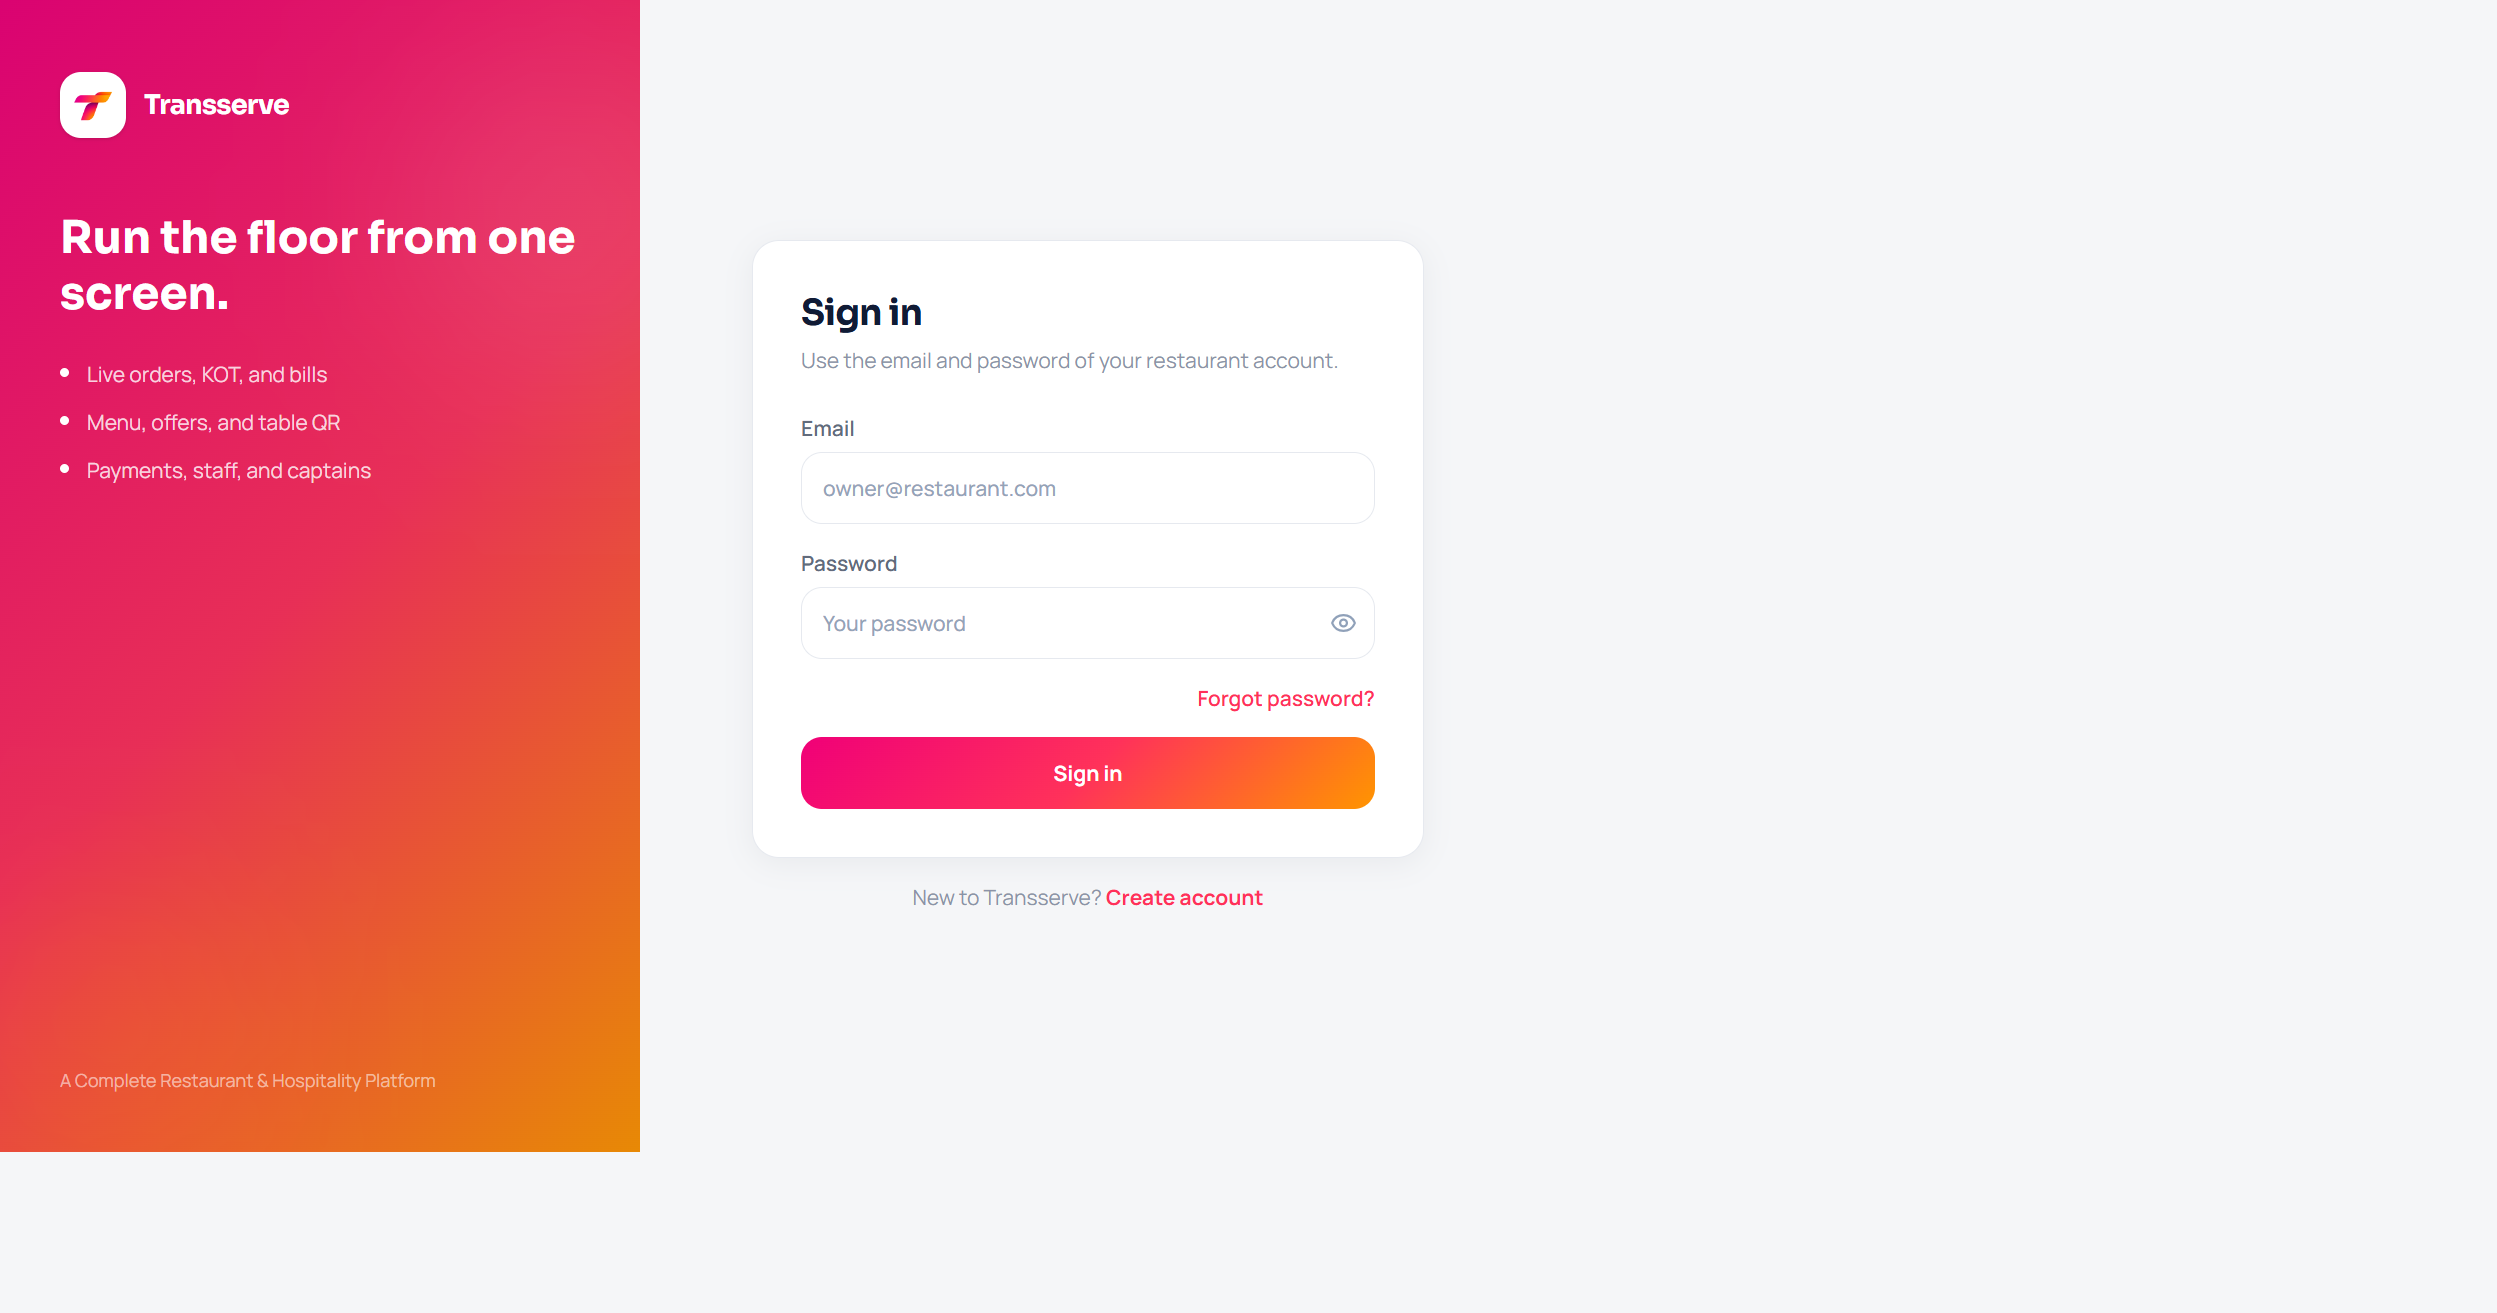 Transserve
Run the floor from one
screen.
Live orders, KOT, and bills
Menu, offers, and table QR
Payments, staff, and captains
A Complete Restaurant & Hospitality Platform
Sign in
Use the email and password of your restaurant account.
Email
owner@restaurant.com
Password
Your password
Forgot password?
Sign in
New to Transserve? Create account